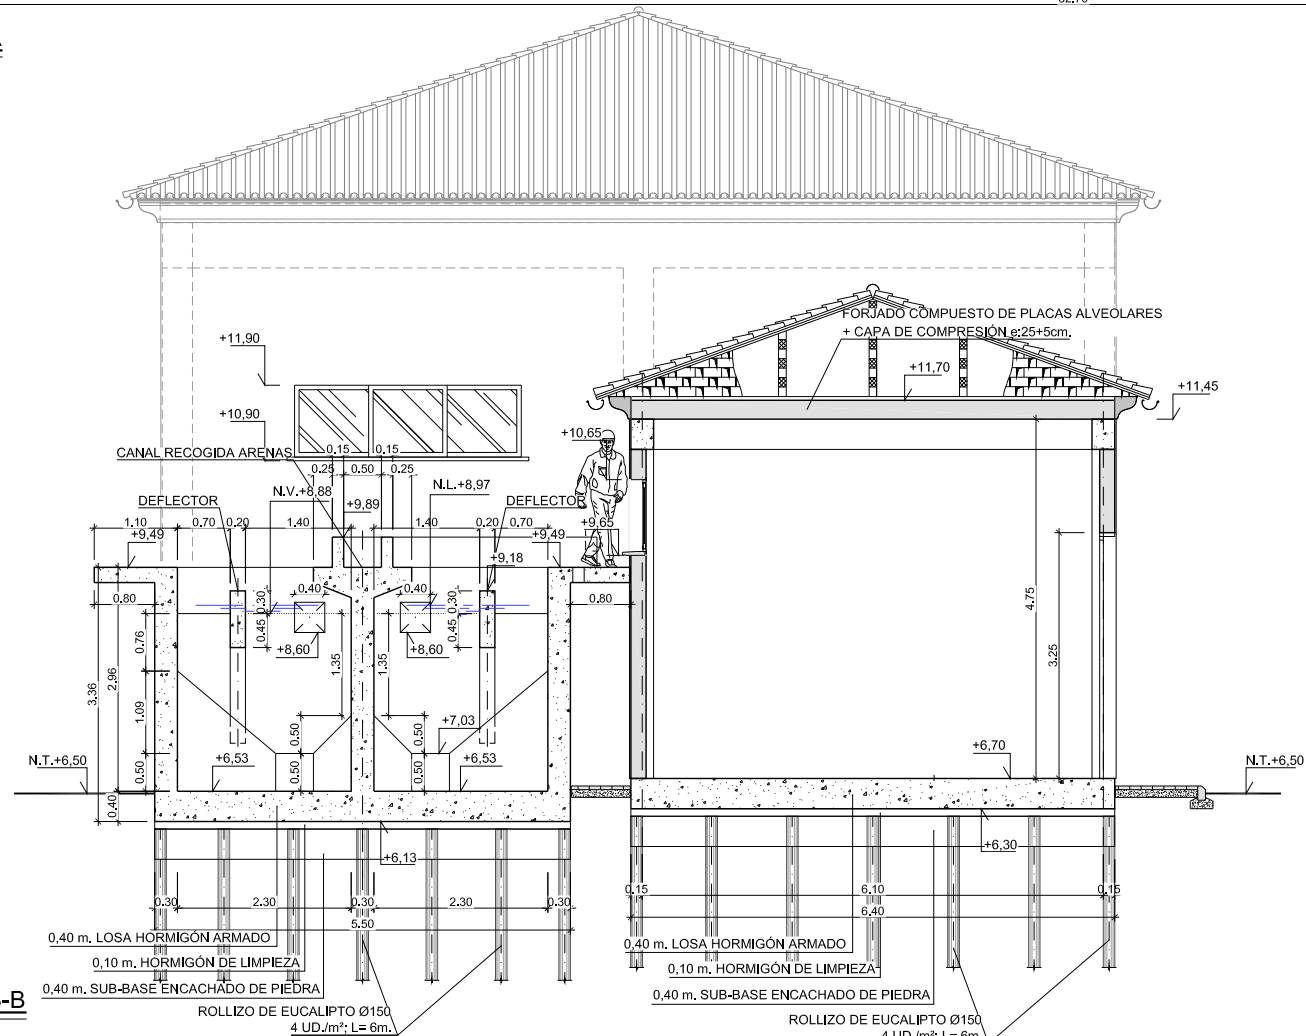 FORJADO COMPUESTO DE PLACAS ALVEOLARES
+ CAPA DE COMPRESIÓN e:25+5cm.
+11,90
+11,70
+11,45
+10,90
+10,65
CANAL RECOGIDA ARENAS
0.15 0.15
0.25 0.50 0.25
N.V.+8,88
N.L.+8,97
DEFLECTOR
DEFLECTOR
+9,89
1.10 0.70 0.20 1.40 1.40 0.20 0.70
+9,65
+9,49
+9,49
+9,18
0.80
0.40
0.40
0.80
0.30
0.45
0.30
0.45
+8,60
+8,60
0.76
1.35
1.35
4.75
3.25
3.36
2.96
1.09
0.50
0.50
+7,03
N.T.+6,50
+6,53
+6,53
+6,70
N.T.+6,50
0.50
0.50
0.50
0.40
+6,13
+6,30
0.30 2.30 0.30 2.30 0.30
5.50
0.15 6.10 0.15
6.40
0,40 m. LOSA HORMIGÓN ARMADO
0,10 m. HORMIGÓN DE LIMPIEZA
0,40 m. SUB-BASE ENCACHADO DE PIEDRA
ROLLIZO DE EUCALIPTO Ø150
4 UD./m²; L= 6m.
0,40 m. LOSA HORMIGÓN ARMADO
0,10 m. HORMIGÓN DE LIMPIEZA
0,40 m. SUB-BASE ENCACHADO DE PIEDRA
ROLLIZO DE EUCALIPTO Ø150
4 UD./m²; L= 6m.
-B